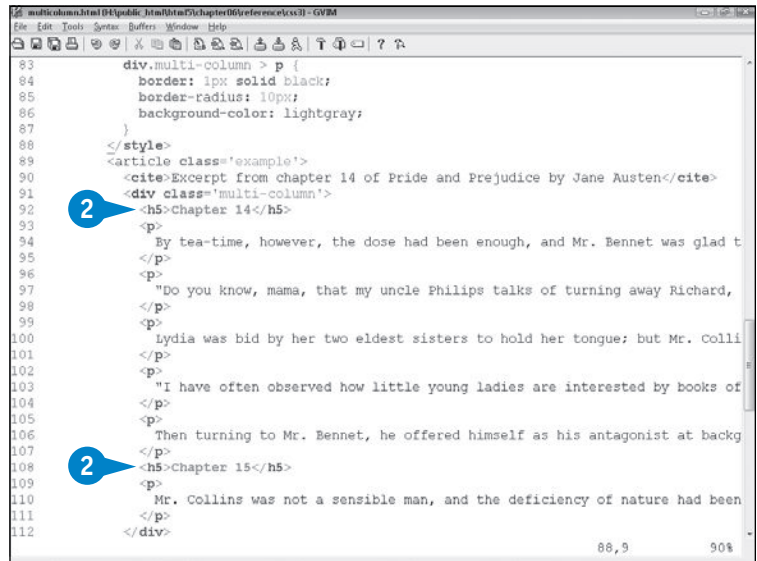 multicolumn.html (H:\public_html\html5\chapter06\reference\css3) - GVIM
File Edit Tools Syntax Buffers Window Help
83 div.multi-column > p {
84 border: 1px solid black;
85 border-radius: 10px;
86 background-color: lightgray;
87 }
88 </style>
89 <article class='example'>
90 <cite>Excerpt from chapter 14 of Pride and Prejudice by Jane Austen</cite>
91 <div class='multi-column'>
92 2 <h5>Chapter 14</h5>
93 <p>
94 By tea-time, however, the dose had been enough, and Mr. Bennet was glad t
95 </p>
96 <p>
97 "Do you know, mama, that my uncle Philips talks of turning away Richard,
98 </p>
99 <p>
100 Lydia was bid by her two eldest sisters to hold her tongue; but Mr. Colli
101 </p>
102 <p>
103 "I have often observed how little young ladies are interested by books of
104 </p>
105 <p>
106 Then turning to Mr. Bennet, he offered himself as his antagonist at backg
107 </p>
108 2 <h5>Chapter 15</h5>
109 <p>
110 Mr. Collins was not a sensible man, and the deficiency of nature had been
111 </p>
112 </div>
88,9 90%